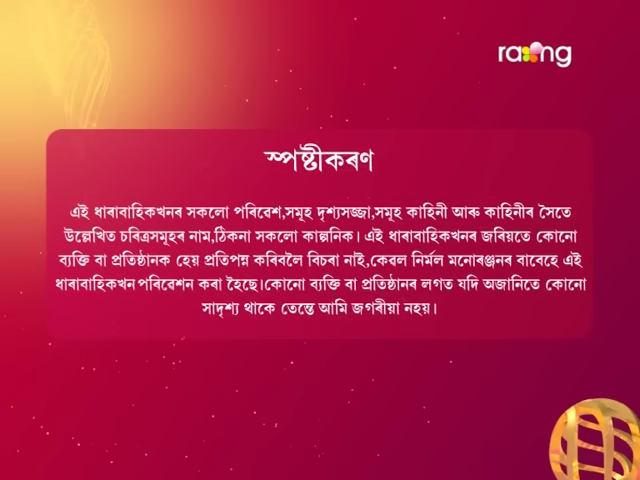 rang
স্পষ্টীকৰণ
এই ধাৰাবাহিকখনৰ সকলো পৰিৱেশ,সমূহ দৃশ্যসজ্জা,সমূহ কাহিনী আৰু কাহিনীৰ সৈতে
উল্লেখিত চৰিত্ৰসমূহৰ নাম,ঠিকনা সকলো কাল্পনিক। এই ধাৰাবাহিকখনৰ জৰিয়তে কোনো
ব্যক্তি বা প্ৰতিষ্ঠানক হেয় প্ৰতিপন্ন কৰিবলৈ বিচৰা নাই,কেৱল নিৰ্মল মনোৰঞ্জনৰ বাবেহে এই
ধাৰাবাহিকখন পৰিৱেশন কৰা হৈছে।কোনো ব্যক্তি বা প্ৰতিষ্ঠানৰ লগত যদি অজানিতে কোনো
সাদৃশ্য থাকে তেন্তে আমি জগৰীয়া নহয়।